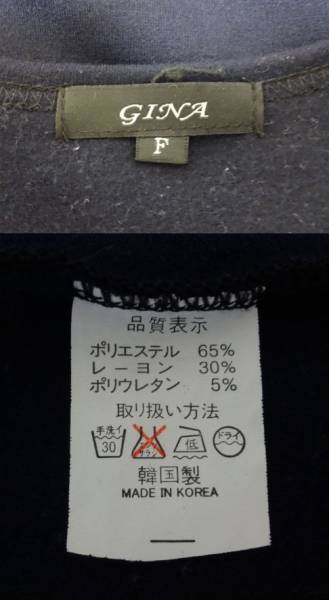 GINA
F
品質表示
ポリエステル 65%
レーヨン 30%
ポリウレタン 5%
取り扱い方法
手洗イ 30 低 ドライ
韓国製
MADE IN KOREA